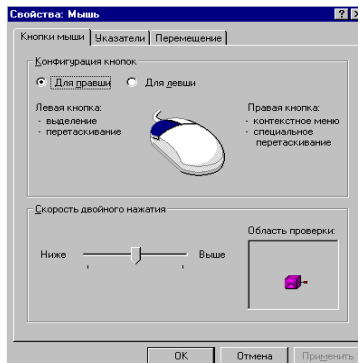 Свойства: Мышь
Кнопки мыши Указатели Перемещение
Конфигурация кнопок
Для правши Для левши
Левая кнопка:
- выделение
- перетаскивание
Правая кнопка:
- контекстное меню
- специальное
перетаскивание
Скорость двойного нажатия
Область проверки:
Ниже Выше
OK Отмена Применить